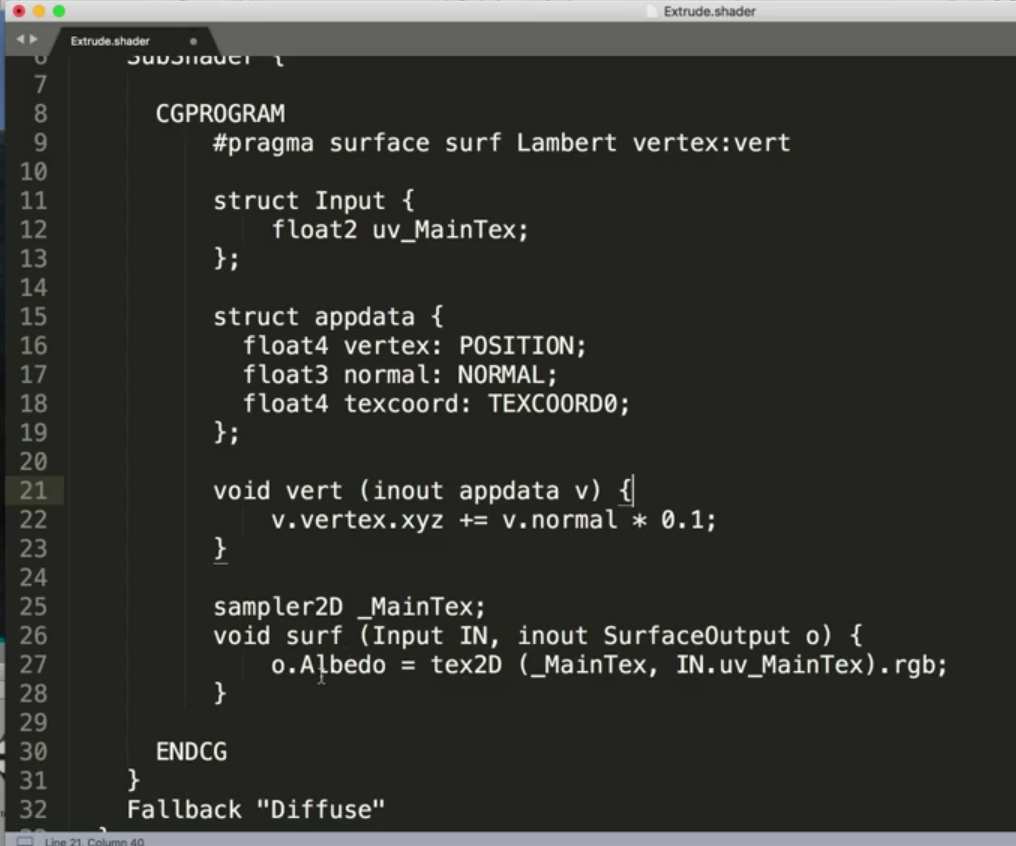 Extrude.shader
Extrude.shader
6 SubShader {
7
8 CGPROGRAM
9 #pragma surface surf Lambert vertex:vert
10
11 struct Input {
12 float2 uv_MainTex;
13 };
14
15 struct appdata {
16 float4 vertex: POSITION;
17 float3 normal: NORMAL;
18 float4 texcoord: TEXCOORD0;
19 };
20
21 void vert (inout appdata v) {
22 v.vertex.xyz += v.normal * 0.1;
23 }
24
25 sampler2D _MainTex;
26 void surf (Input IN, inout SurfaceOutput o) {
27 o.Albedo = tex2D (_MainTex, IN.uv_MainTex).rgb;
28 }
29
30 ENDCG
31 }
32 Fallback "Diffuse"
Line 21, Column 40